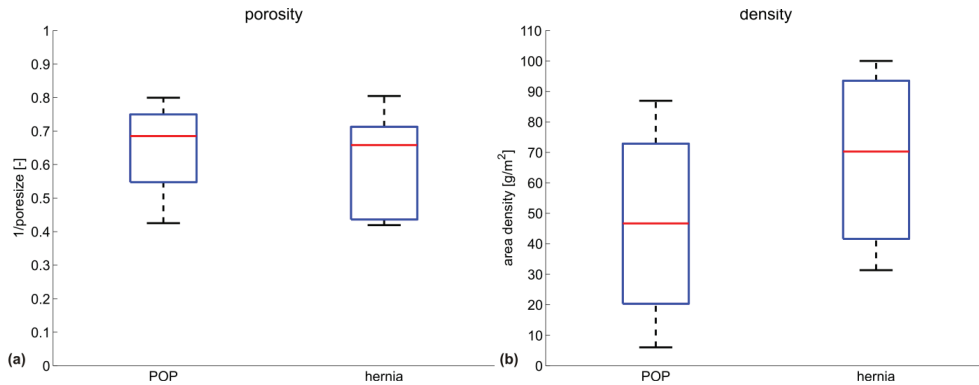 porosity
1
0.9
0.8
0.7
0.6
0.5
0.4
0.3
0.2
0.1
0
1/poresize [-]
(a)
POP hernia
density
110
100
90
80
70
60
50
40
30
20
10
0
area density [g/m²]
(b)
POP hernia